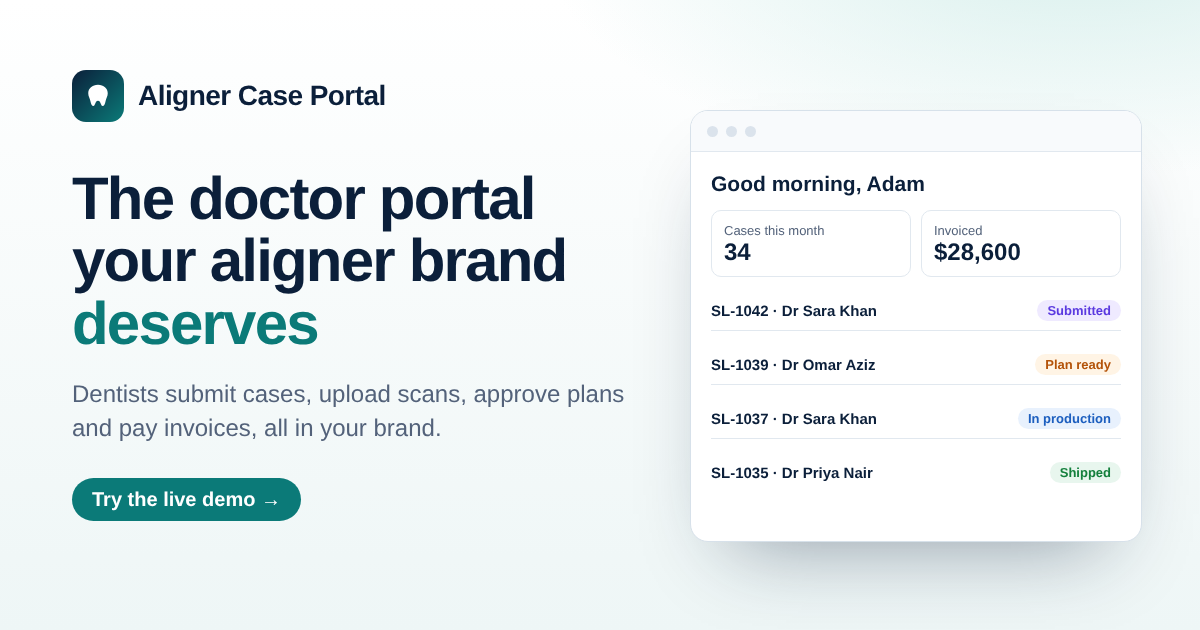 Aligner Case Portal
The doctor portal
your aligner brand
deserves
Dentists submit cases, upload scans, approve plans
and pay invoices, all in your brand.
Try the live demo →
Good morning, Adam
Cases this month
34
Invoiced
$28,600
SL-1042 · Dr Sara Khan
Submitted
SL-1039 · Dr Omar Aziz
Plan ready
SL-1037 · Dr Sara Khan
In production
SL-1035 · Dr Priya Nair
Shipped